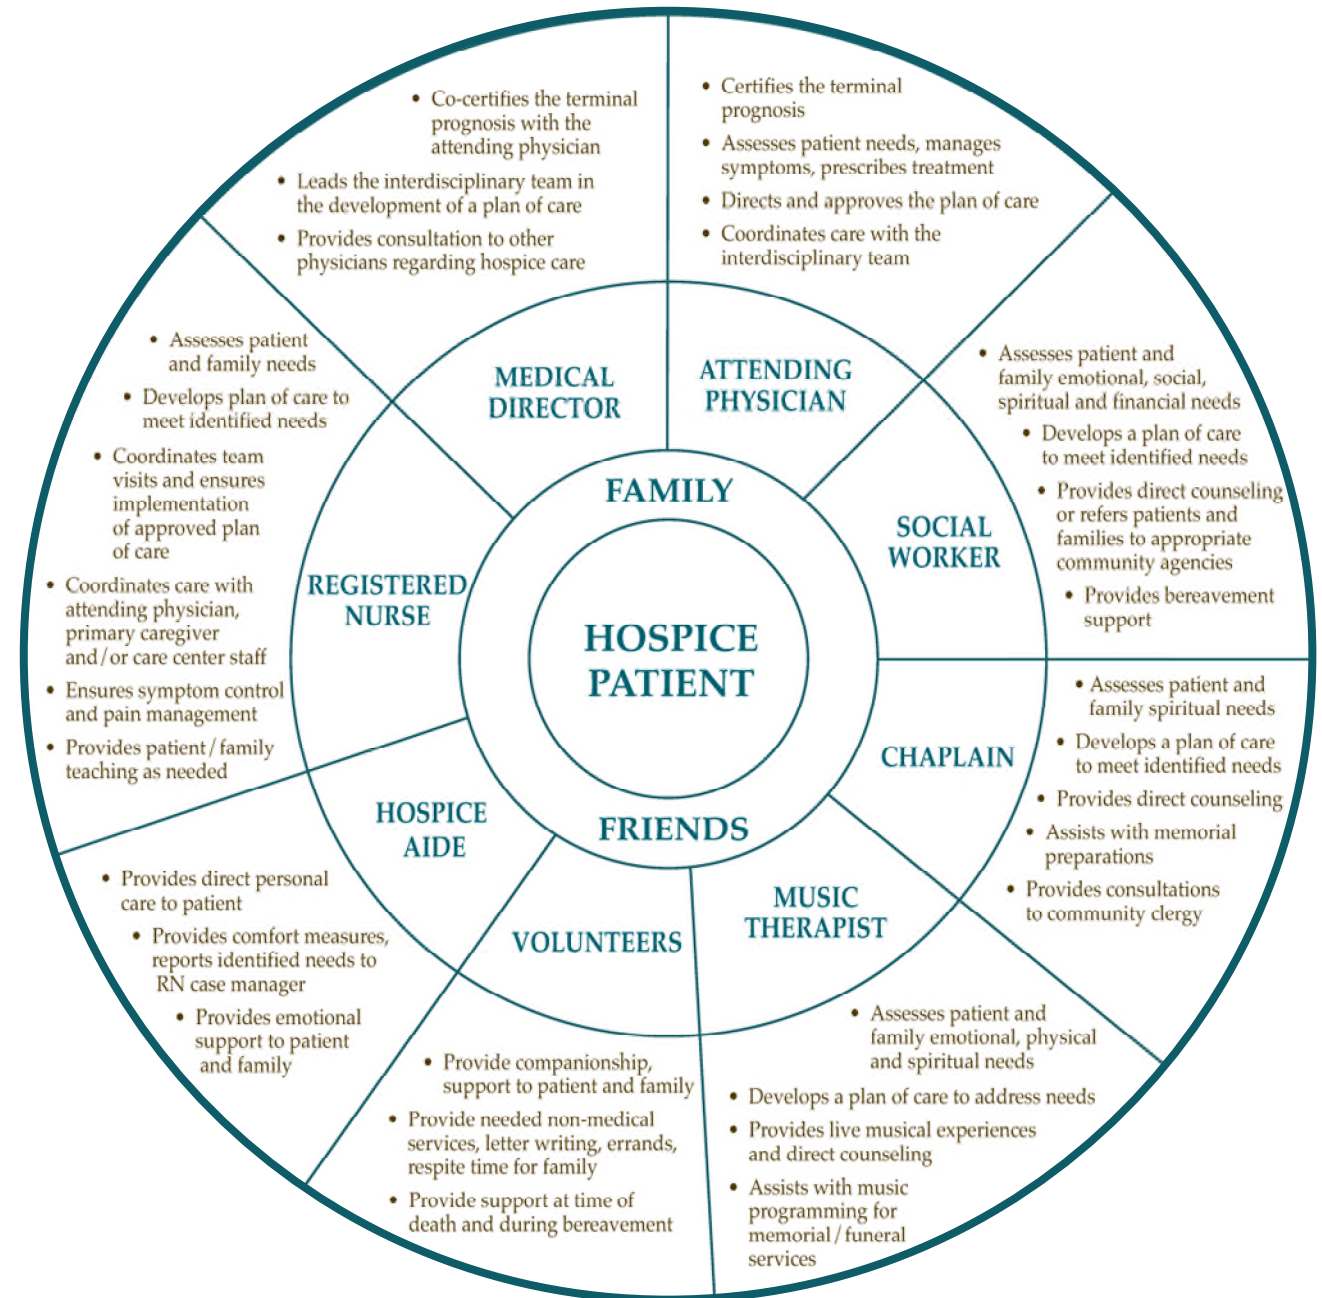 HOSPICE
PATIENT
FAMILY
FRIENDS
MEDICAL
DIRECTOR
• Co-certifies the terminal
prognosis with the
attending physician
• Leads the interdisciplinary team in
the development of a plan of care
• Provides consultation to other
physicians regarding hospice care
ATTENDING
PHYSICIAN
• Certifies the terminal
prognosis
• Assesses patient needs, manages
symptoms, prescribes treatment
• Directs and approves the plan of care
• Coordinates care with the
interdisciplinary team
SOCIAL
WORKER
• Assesses patient and
family emotional, social,
spiritual and financial needs
• Develops a plan of care
to meet identified needs
• Provides direct counseling
or refers patients and
families to appropriate
community agencies
• Provides bereavement
support
CHAPLAIN
• Assesses patient and
family spiritual needs
• Develops a plan of care
to meet identified needs
• Provides direct counseling
• Assists with memorial
preparations
• Provides consultations
to community clergy
MUSIC
THERAPIST
• Assesses patient and
family emotional, physical
and spiritual needs
• Develops a plan of care to address needs
• Provides live musical experiences
and direct counseling
• Assists with music
programming for
memorial/funeral
services
VOLUNTEERS
• Provide companionship,
support to patient and family
• Provide needed non-medical
services, letter writing, errands,
respite time for family
• Provide support at time of
death and during bereavement
HOSPICE
AIDE
• Provides direct personal
care to patient
• Provides comfort measures,
reports identified needs to
RN case manager
• Provides emotional
support to patient
and family
REGISTERED
NURSE
• Assesses patient
and family needs
• Develops plan of care to
meet identified needs
• Coordinates team
visits and ensures
implementation
of approved plan
of care
• Coordinates care with
attending physician,
primary caregiver
and/or care center staff
• Ensures symptom control
and pain management
• Provides patient/family
teaching as needed